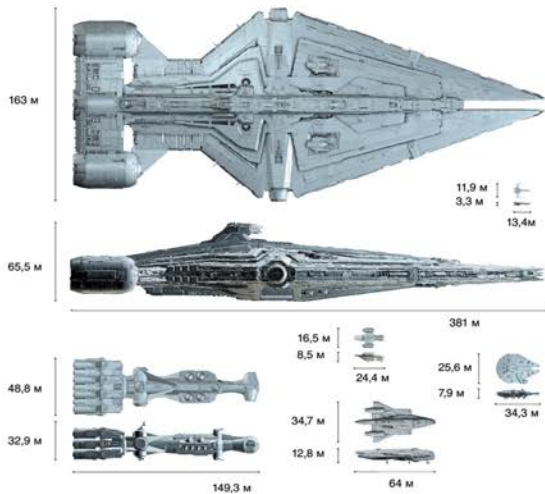 163 м
11,9 м
3,3 м
13,4м
65,5 м
381 м
16,5 м
8,5 м
24,4 м
25,6 м
7,9 м
34,3 м
48,8 м
34,7 м
32,9 м
12,8 м
149,3 м
64 м